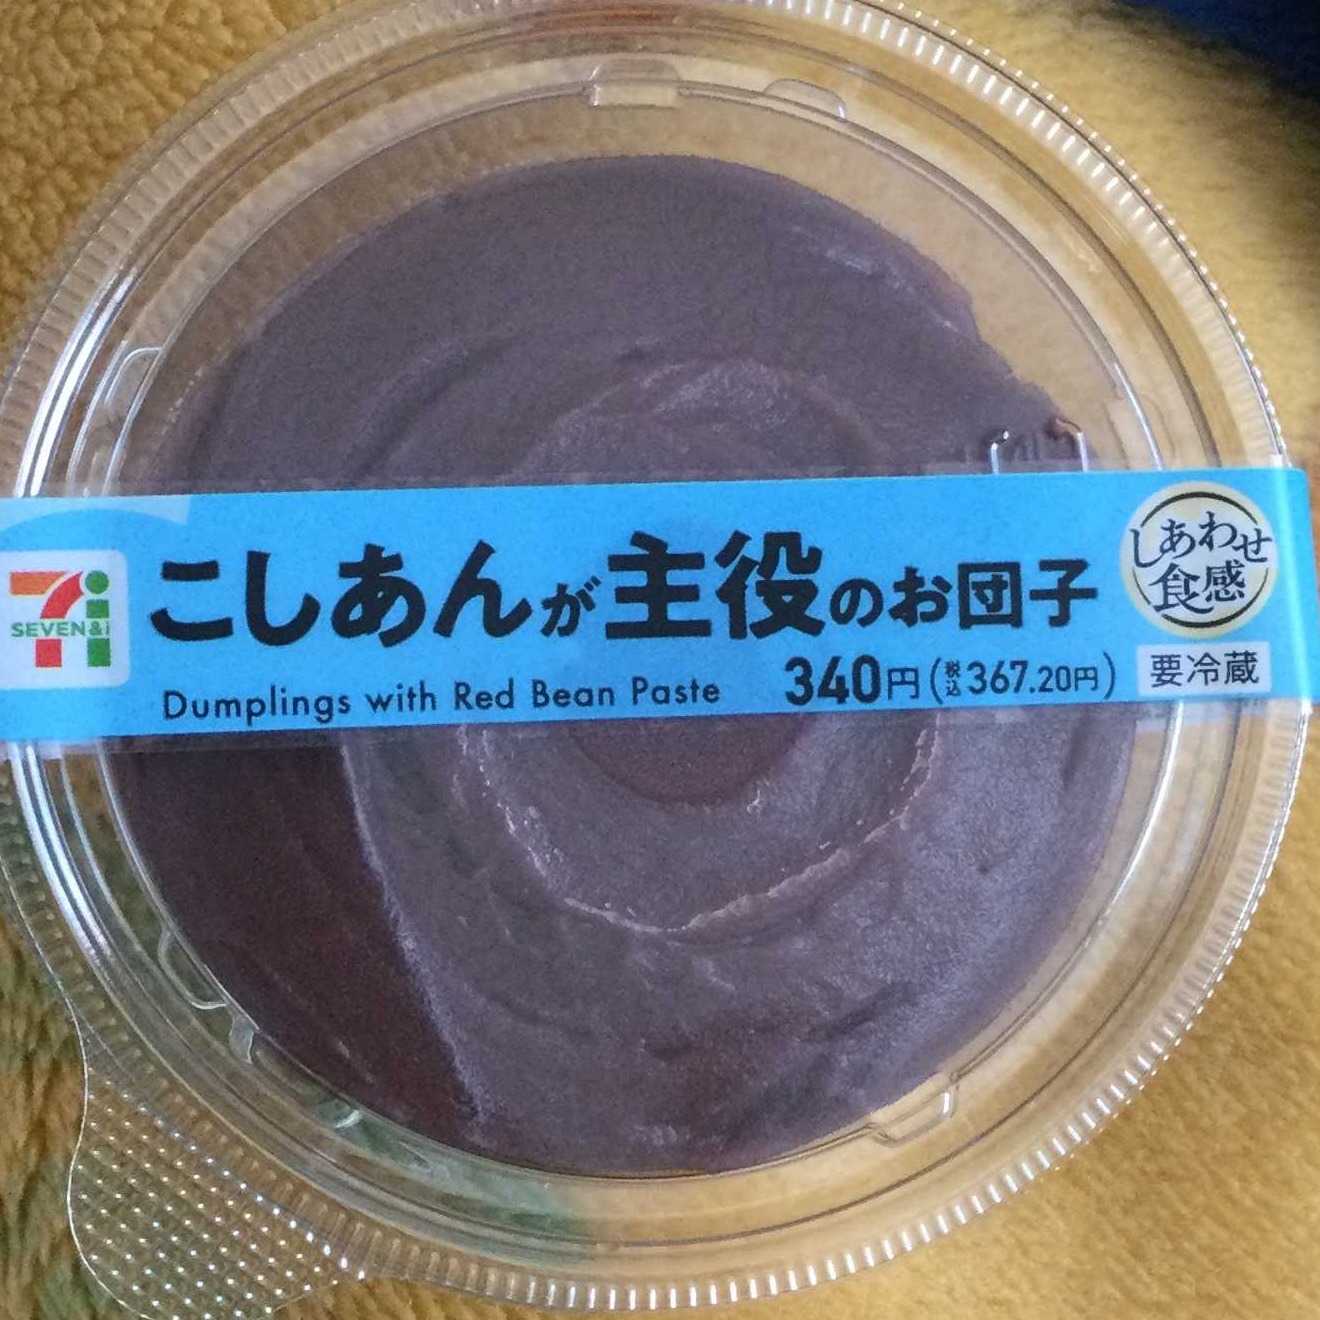 SEVEN&i
こしあんが主役のお団子
Dumplings with Red Bean Paste
340円(税込367.20円)
しあわせ
食感
要冷蔵